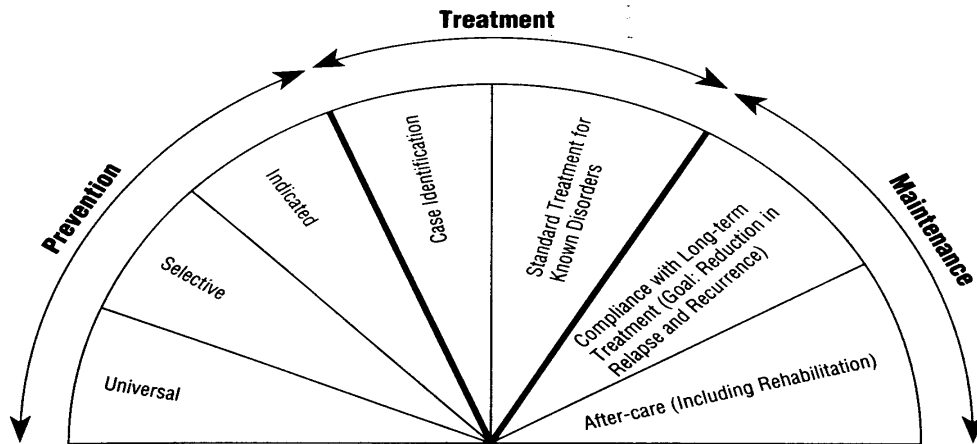 Treatment
Prevention
Maintenance
Universal
Selective
Indicated
Case Identification
Standard Treatment for
Known Disorders
Compliance with Long-term
Treatment (Goal: Reduction in
Relapse and Recurrence)
After-care (Including Rehabilitation)